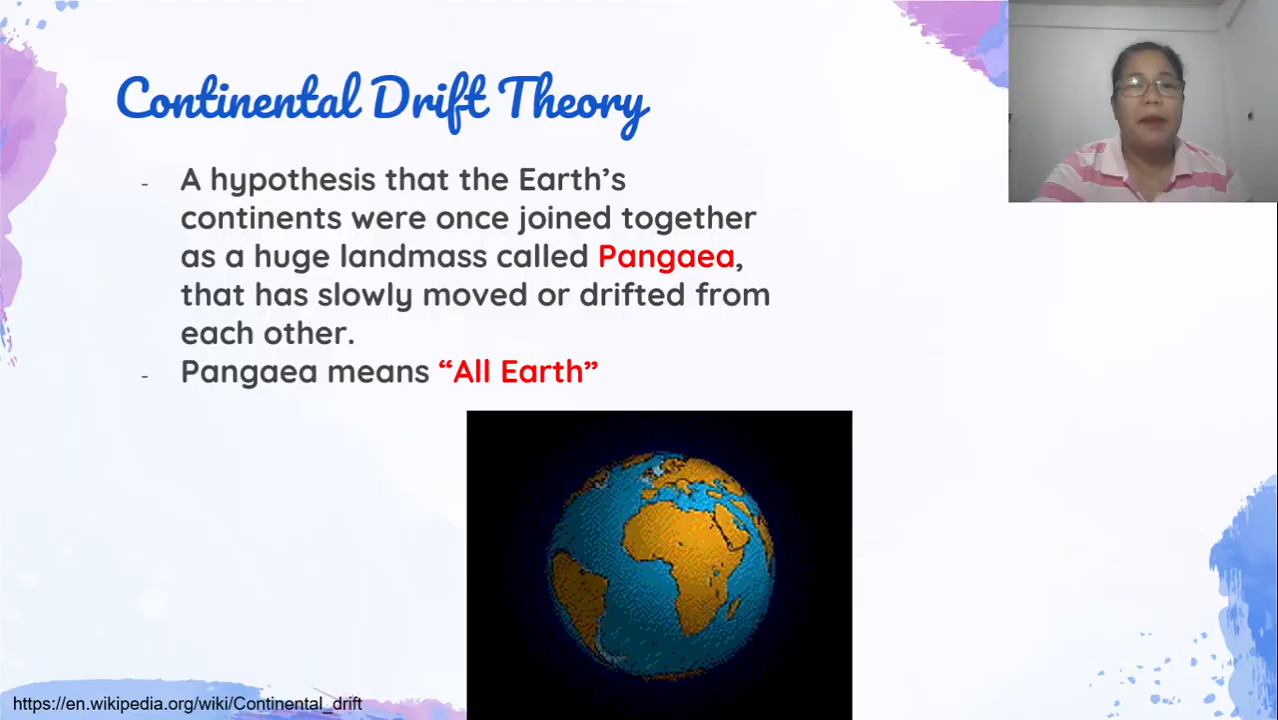 Continental Drift Theory
- A hypothesis that the Earth’s
continents were once joined together
as a huge landmass called Pangaea,
that has slowly moved or drifted from
each other.
- Pangaea means “All Earth”
https://en.wikipedia.org/wiki/Continental_drift